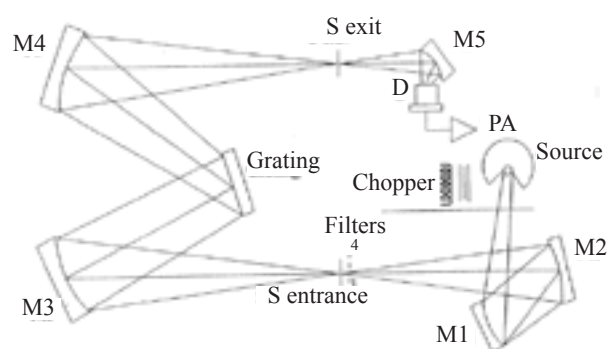 S exit
M4
M5
D
PA
Source
Grating
Chopper
Filters
4
M2
S entrance
M3
M1